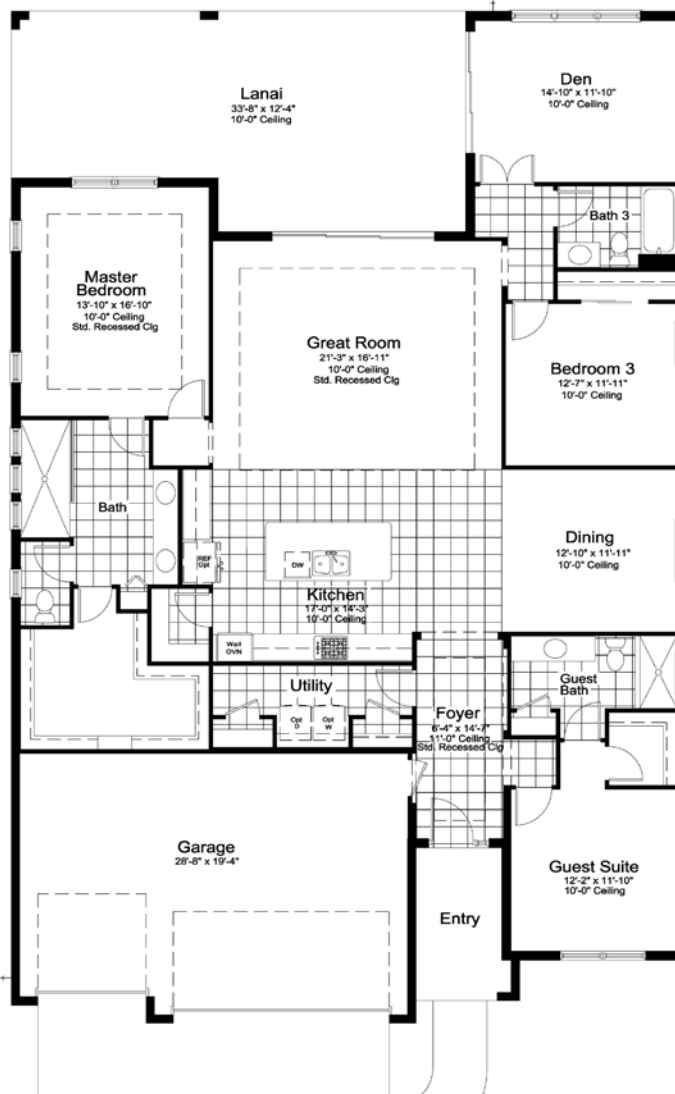 Lanai
33'-8" x 12'-4"
10'-0" Ceiling
Den
14'-10" x 11'-10"
10'-0" Ceiling
Bath 3
Master
Bedroom
13'-10" x 16'-10"
10'-0" Ceiling
Std. Recessed Clg
Great Room
21'-3" x 16'-11"
10'-0" Ceiling
Std. Recessed Clg
Bedroom 3
12'-7" x 11'-11"
10'-0" Ceiling
Bath
REF
Opt
DW
Kitchen
17'-0" x 14'-3"
10'-0" Ceiling
Dining
12'-10" x 11'-11"
10'-0" Ceiling
Wall
OVN
Utility
Opt
D
Opt
W
Foyer
6'-4" x 14'-7"
11'-0" Ceiling
Std. Recessed Clg
Guest
Bath
Garage
28'-8" x 19'-4"
Entry
Guest Suite
12'-2" x 11'-10"
10'-0" Ceiling